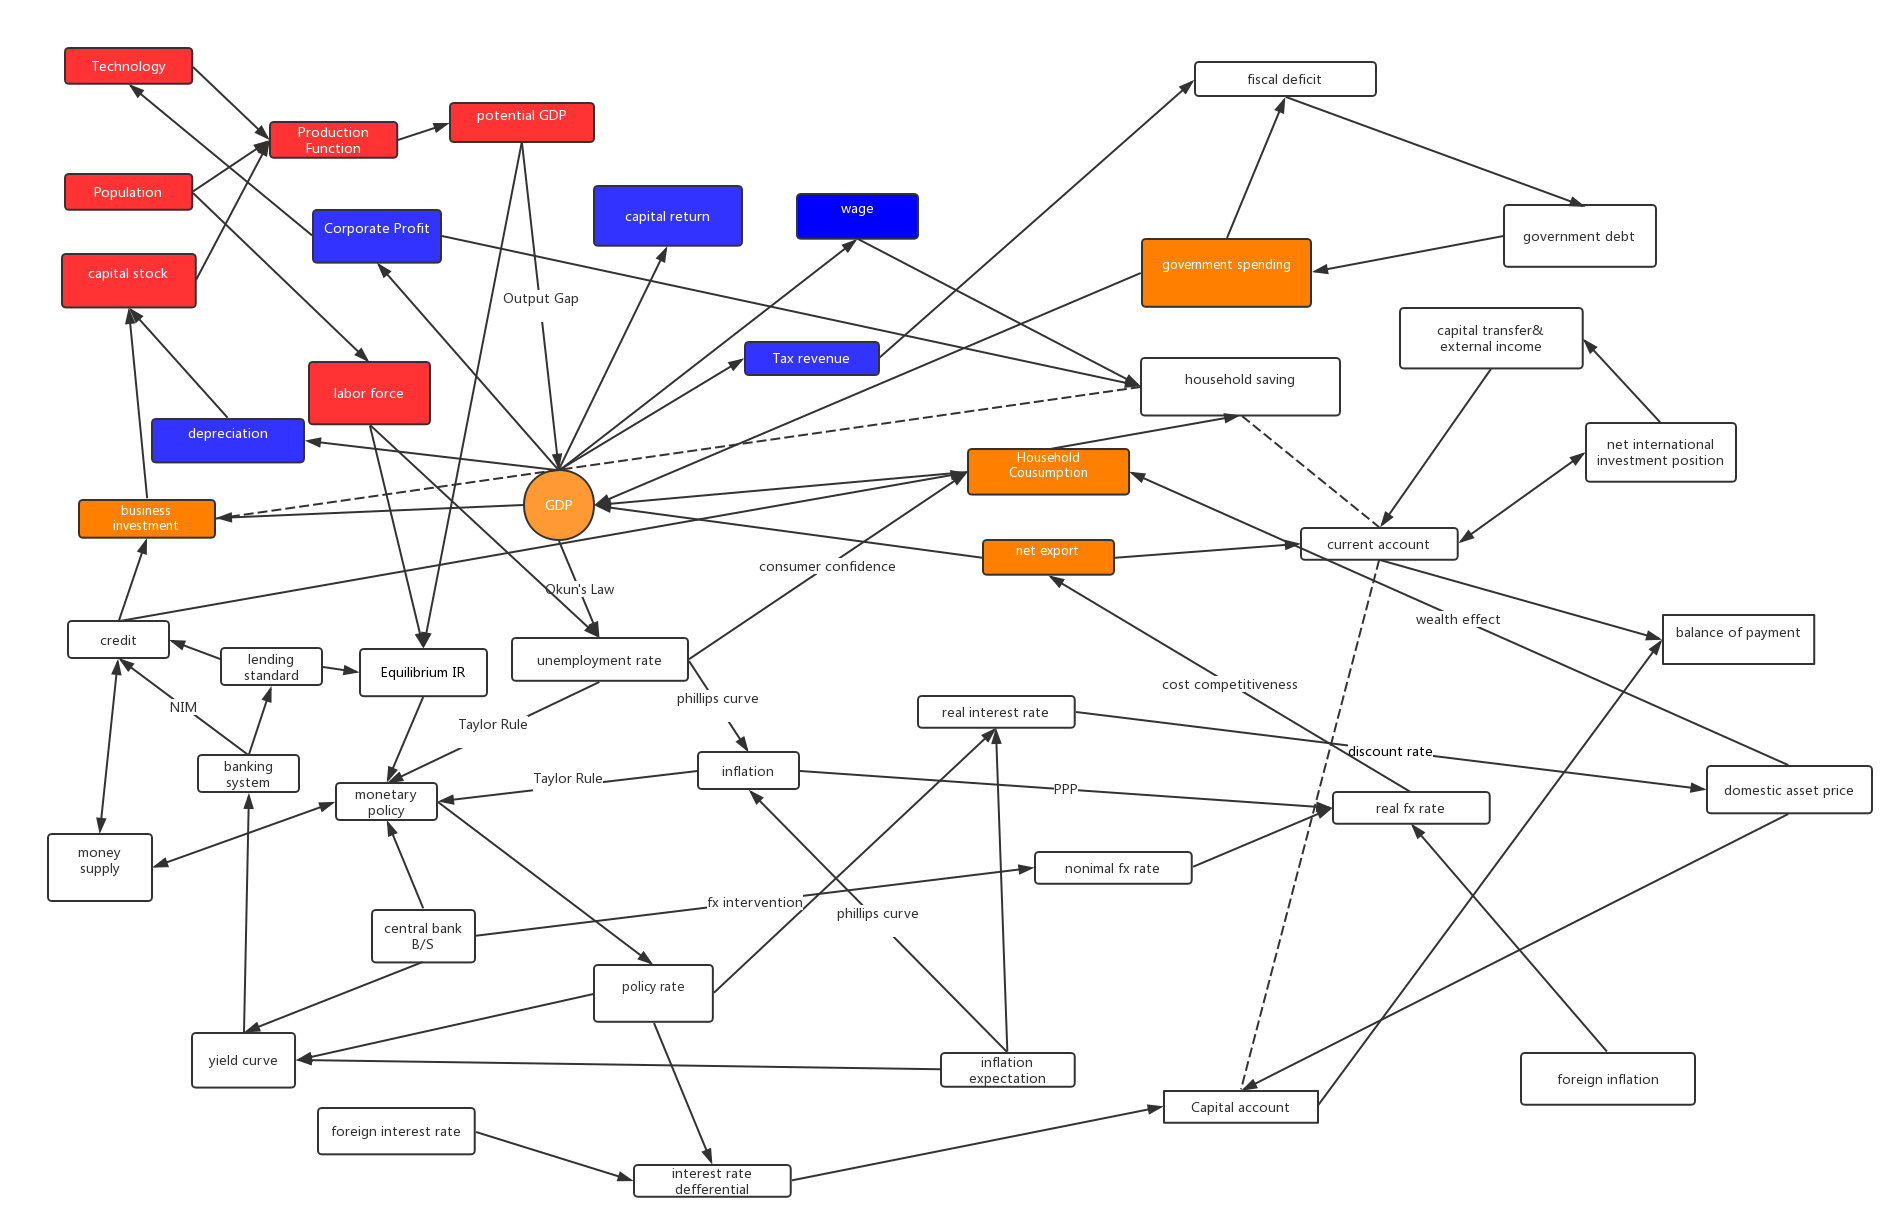 Technology
fiscal deficit
potential GDP
Production
Function
Population
Corporate Profit
capital return
wage
government debt
government spending
capital stock
Output Gap
capital transfer&
external income
Tax revenue
household saving
labor force
depreciation
net international
investment position
Household
Cousumption
business
investment
GDP
current account
net export
consumer confidence
Okun's Law
wealth effect
balance of payment
credit
lending
standard
Equilibrium IR
unemployment rate
cost competitiveness
phillips curve
NIM
real interest rate
Taylor Rule
discount rate
banking
system
inflation
Taylor Rule
PPP
domestic asset price
monetary
policy
real fx rate
money
supply
nonimal fx rate
fx intervention
phillips curve
central bank
B/S
policy rate
yield curve
inflation
expectation
foreign inflation
Capital account
foreign interest rate
interest rate
defferential